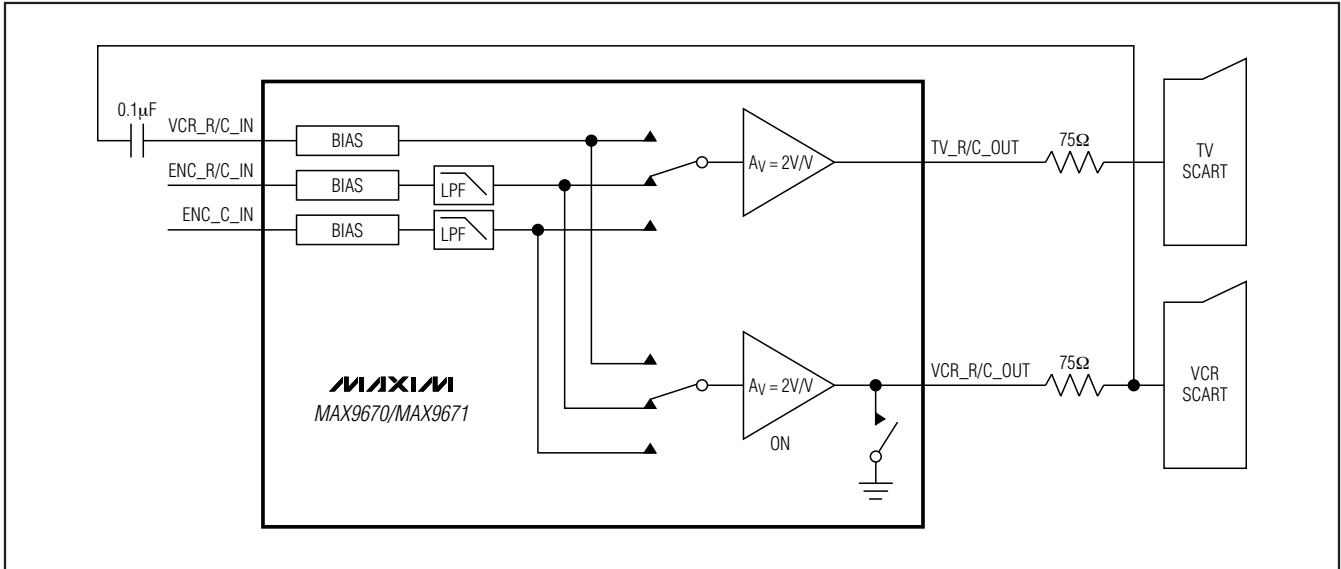 0.1µF
VCR_R/C_IN
BIAS
ENC_R/C_IN
BIAS
LPF
ENC_C_IN
BIAS
LPF
AV = 2V/V
TV_R/C_OUT
75Ω
TV
SCART
MAXIM
MAX9670/MAX9671
AV = 2V/V
ON
VCR_R/C_OUT
75Ω
VCR
SCART